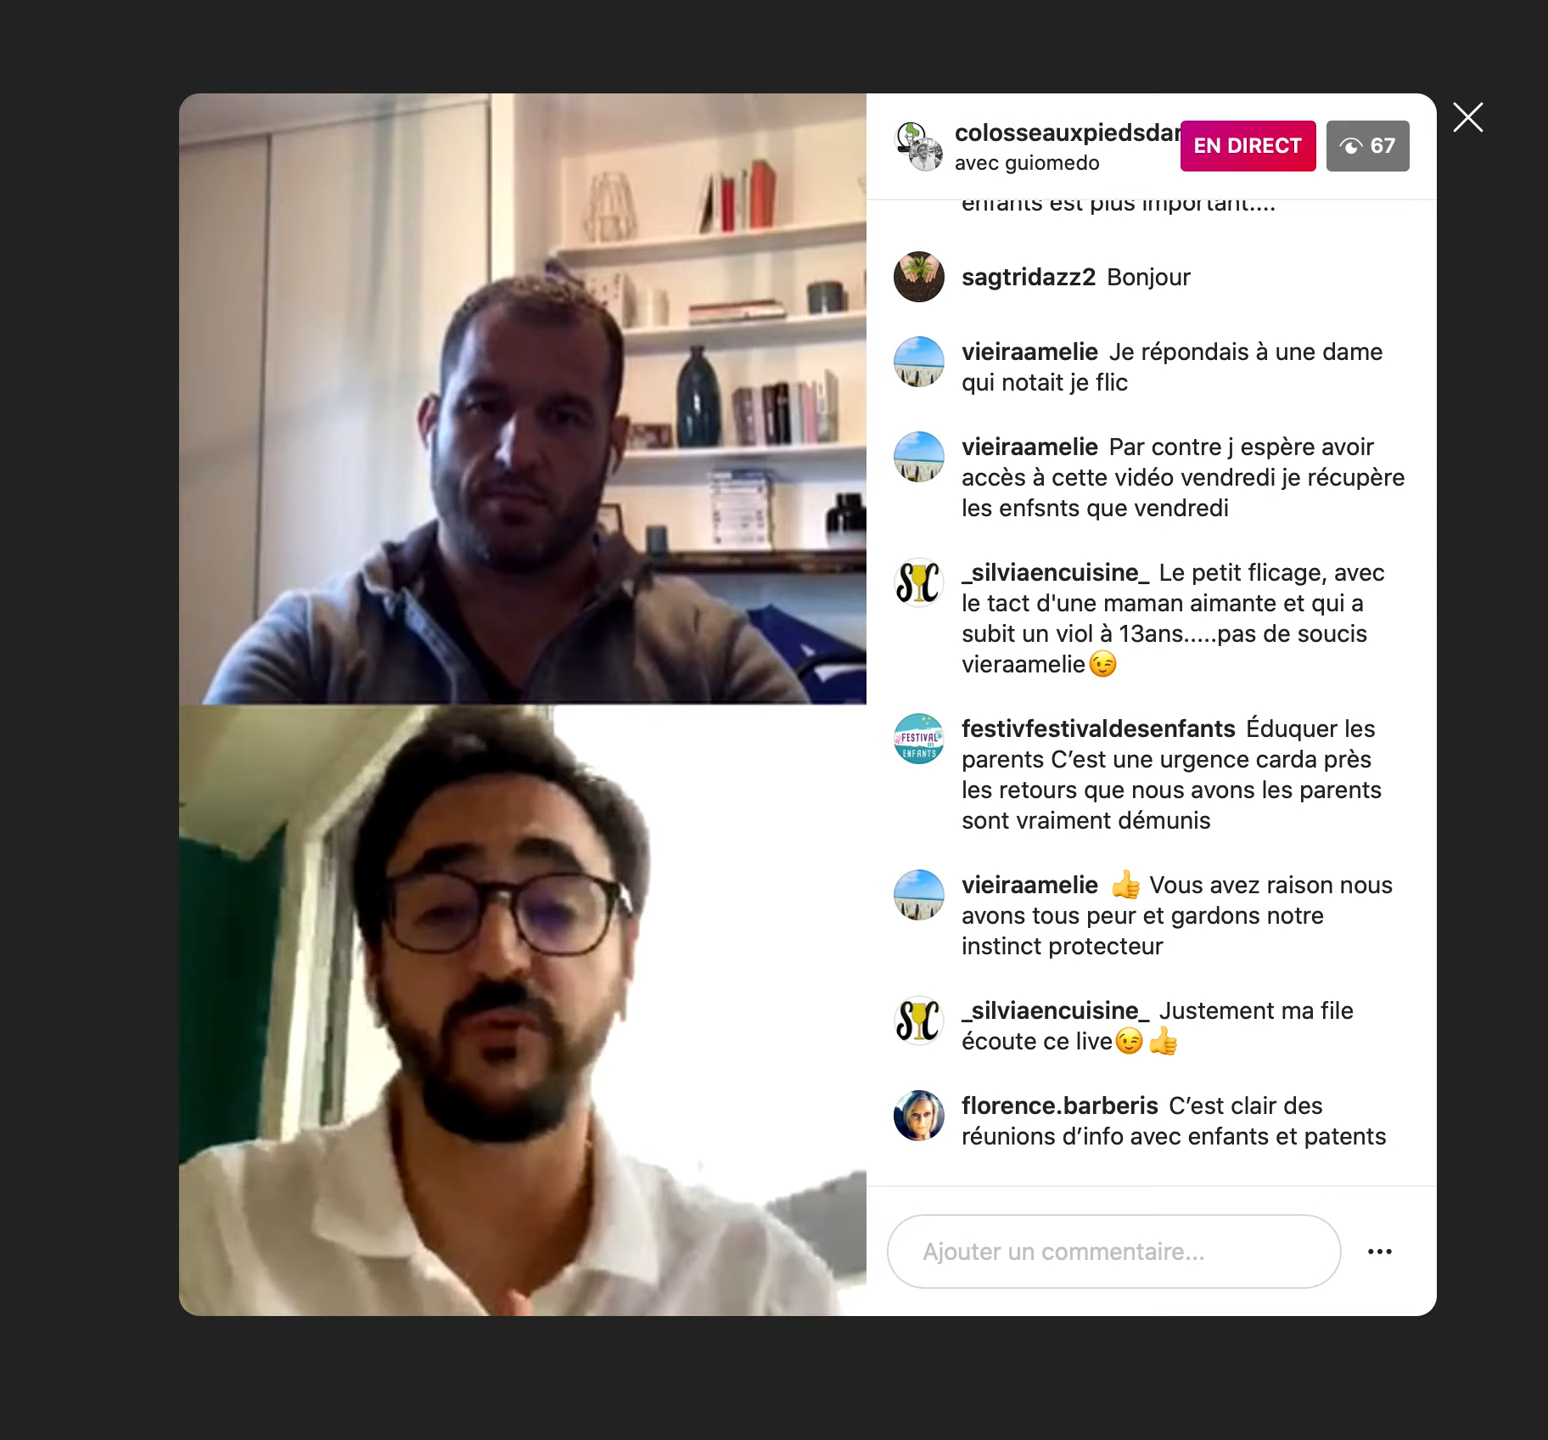 colosseauxpiedsdar
avec guiomedo
EN DIRECT
67
enfants est plus important....
sagtridazz2 Bonjour
vieiraamelie Je répondais à une dame
qui notait je flic
vieiraamelie Par contre j espère avoir
accès à cette vidéo vendredi je récupère
les enfsnts que vendredi
SC
_silviaencuisine_ Le petit flicage, avec
le tact d'une maman aimante et qui a
subit un viol à 13ans.....pas de soucis
vieraamelie😉
FESTIVAL
DES
ENFANTS
festivfestivaldesenfants Éduquer les
parents C’est une urgence carda près
les retours que nous avons les parents
sont vraiment démunis
vieiraamelie 👍 Vous avez raison nous
avons tous peur et gardons notre
instinct protecteur
SC
_silviaencuisine_ Justement ma file
écoute ce live😉👍
florence.barberis C’est clair des
réunions d’info avec enfants et patents
Ajouter un commentaire...